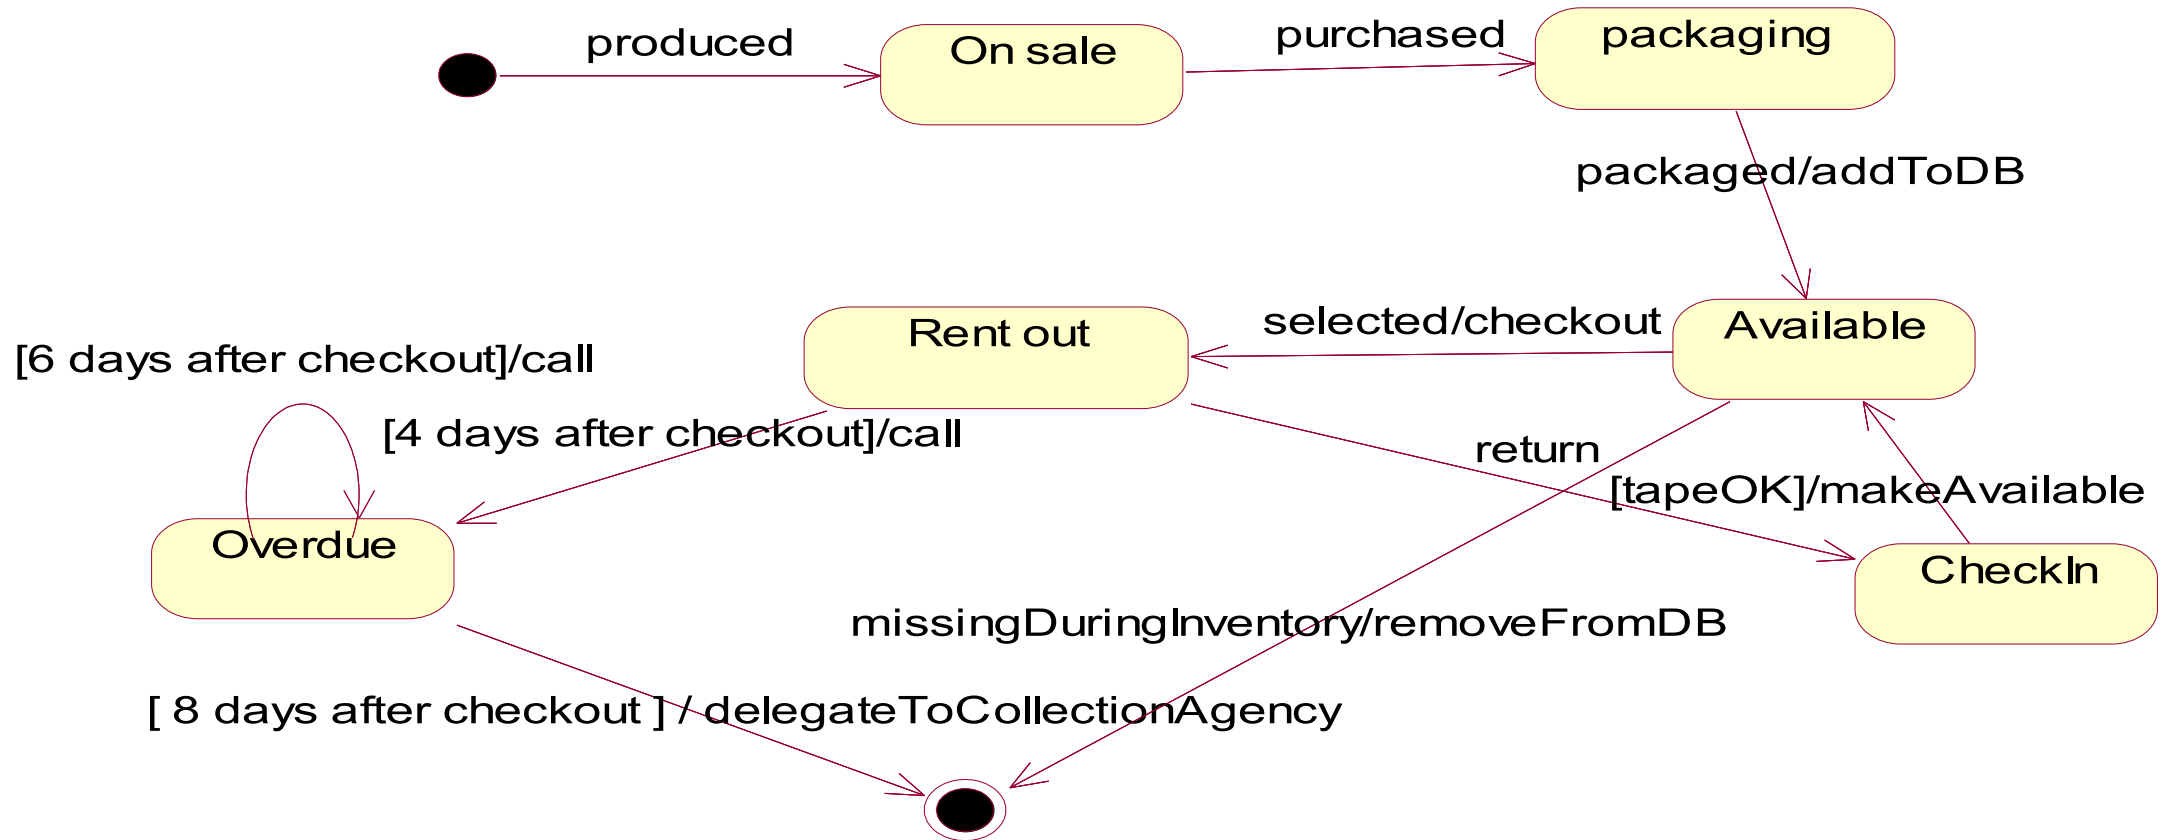 produced
On sale
purchased
packaging
packaged/addToDB
Rent out
selected/checkout
Available
[6 days after checkout]/call
[4 days after checkout]/call
return
[tapeOK]/makeAvailable
Overdue
CheckIn
missingDuringInventory/removeFromDB
[ 8 days after checkout ] / delegateToCollectionAgency